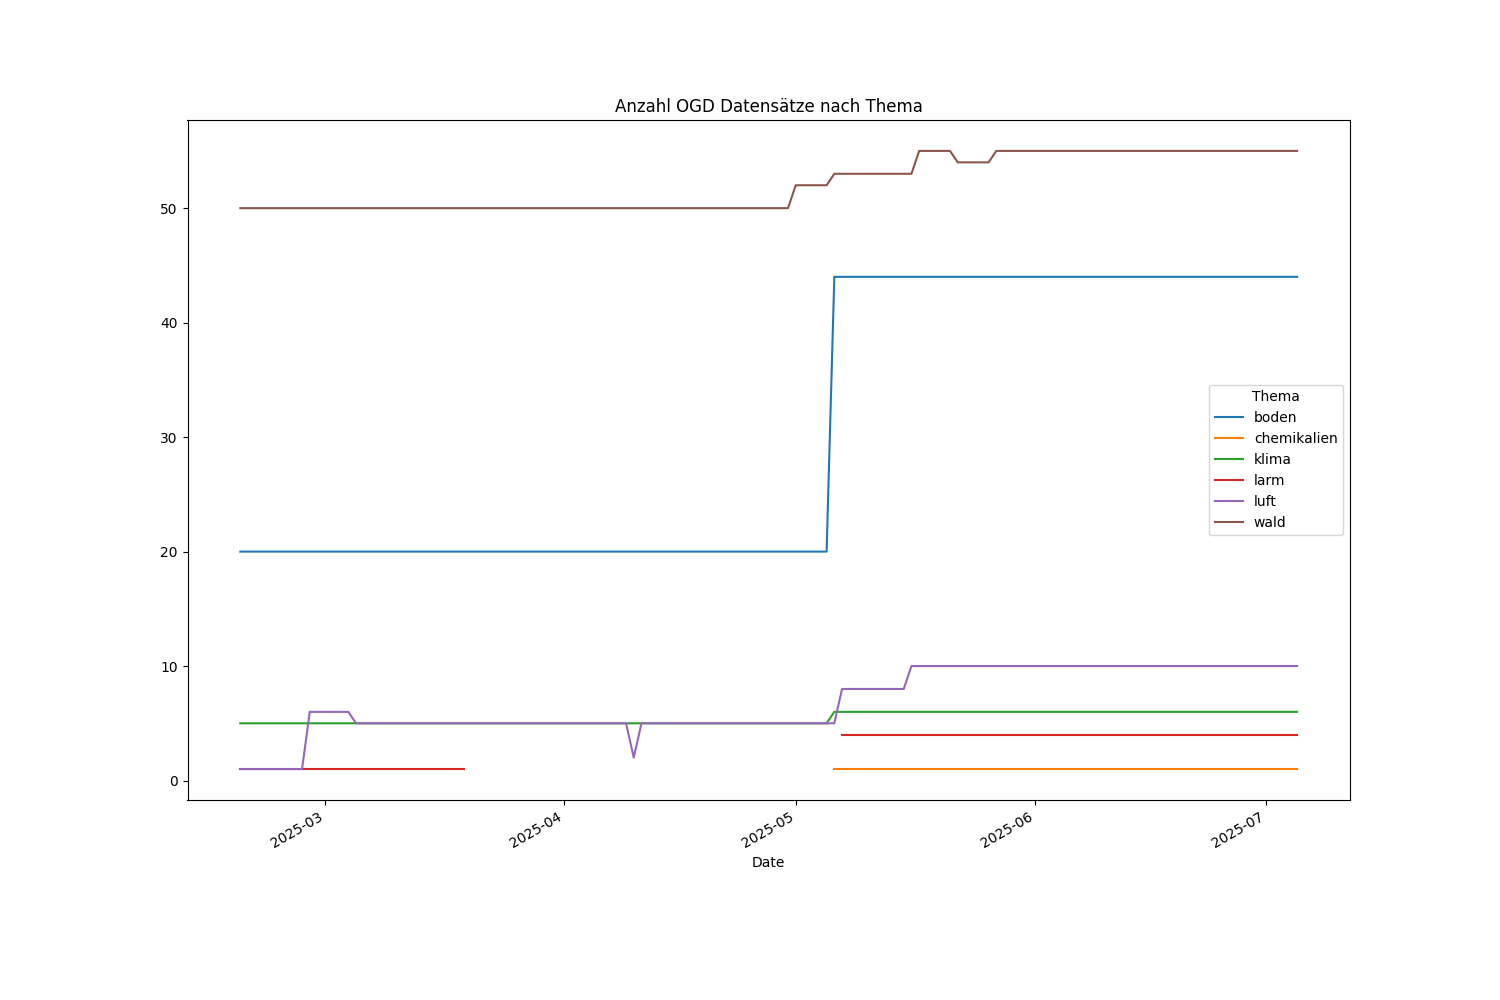 Anzahl OGD Datensätze nach Thema
50
40
30
20
10
0
Thema
boden
chemikalien
klima
larm
luft
wald
2025-03
2025-04
2025-05
2025-06
2025-07
Date